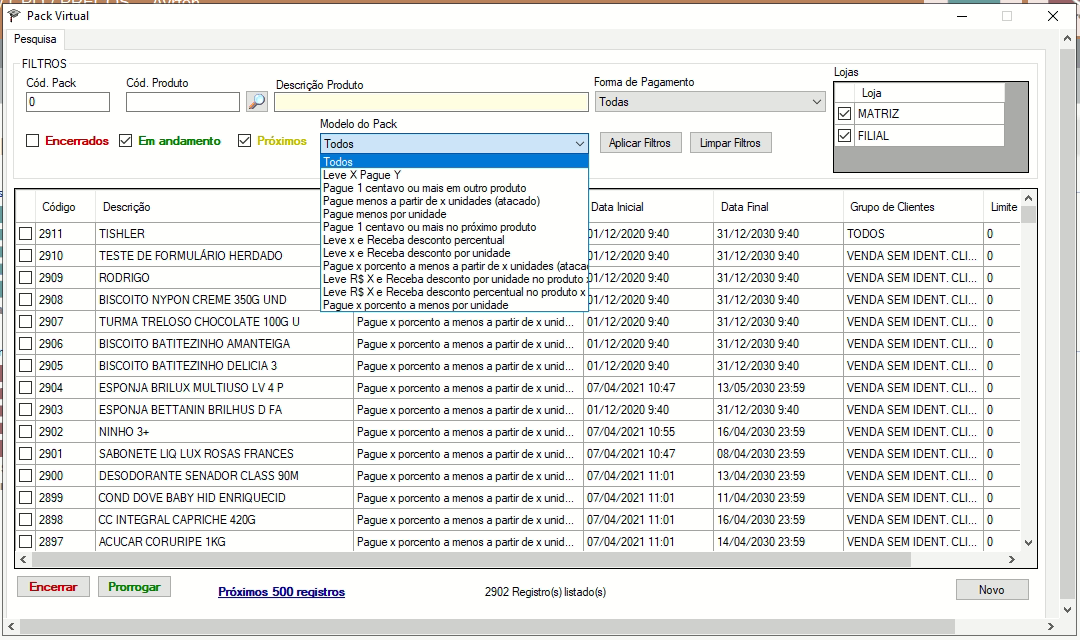 Pack Virtual
Pesquisa
FILTROS
Cód. Pack
Cód. Produto
Descrição Produto
Forma de Pagamento
Lojas
0
Todas
Loja
MATRIZ
FILIAL
Encerrados
Em andamento
Próximos
Modelo do Pack
Todos
Aplicar Filtros
Limpar Filtros
Todos
Leve X Pague Y
Pague 1 centavo ou mais em outro produto
Pague menos a partir de x unidades (atacado)
Pague menos por unidade
Pague 1 centavo ou mais no próximo produto
Leve x e Receba desconto percentual
Leve x e Receba desconto por unidade
Pague x porcento a menos a partir de x unidades (ataca
Leve R$ X e Receba desconto por unidade no produto
Leve R$ X e Receba desconto percentual no produto x
Pague x porcento a menos por unidade
Código Descrição Data Inicial Data Final Grupo de Clientes Limite
2911 TISHLER 01/12/2020 9:40 31/12/2030 9:40 TODOS 0
2910 TESTE DE FORMULÁRIO HERDADO 01/12/2020 9:40 31/12/2030 9:40 VENDA SEM IDENT. CLI... 0
2909 RODRIGO 01/12/2020 9:40 31/12/2030 9:40 VENDA SEM IDENT. CLI... 0
2908 BISCOITO NYPON CREME 350G UND 01/12/2020 9:40 31/12/2030 9:40 VENDA SEM IDENT. CLI... 0
2907 TURMA TRELOSO CHOCOLATE 100G U Pague x porcento a menos a partir de x unid... 01/12/2020 9:40 31/12/2030 9:40 VENDA SEM IDENT. CLI... 0
2906 BISCOITO BATITEZINHO AMANTEIGA Pague x porcento a menos a partir de x unid... 01/12/2020 9:40 31/12/2030 9:40 VENDA SEM IDENT. CLI... 0
2905 BISCOITO BATITEZINHO DELICIA 3 Pague x porcento a menos a partir de x unid... 01/12/2020 9:40 31/12/2030 9:40 VENDA SEM IDENT. CLI... 0
2904 ESPONJA BRILUX MULTIUSO LV 4 P Pague x porcento a menos a partir de x unid... 07/04/2021 10:47 13/05/2030 23:59 VENDA SEM IDENT. CLI... 0
2903 ESPONJA BETTANIN BRILHUS D FA Pague x porcento a menos a partir de x unid... 01/12/2020 9:40 31/12/2030 9:40 VENDA SEM IDENT. CLI... 0
2902 NINHO 3+ Pague x porcento a menos a partir de x unid... 07/04/2021 10:55 16/04/2030 23:59 VENDA SEM IDENT. CLI... 0
2901 SABONETE LIQ LUX ROSAS FRANCES Pague x porcento a menos a partir de x unid... 07/04/2021 10:47 08/04/2030 23:59 VENDA SEM IDENT. CLI... 0
2900 DESODORANTE SENADOR CLASS 90M Pague x porcento a menos a partir de x unid... 07/04/2021 11:01 13/04/2030 23:59 VENDA SEM IDENT. CLI... 0
2899 COND DOVE BABY HID ENRIQUECID Pague x porcento a menos a partir de x unid... 07/04/2021 11:01 11/04/2030 23:59 VENDA SEM IDENT. CLI... 0
2898 CC INTEGRAL CAPRICHE 420G Pague x porcento a menos a partir de x unid... 07/04/2021 11:01 16/04/2030 23:59 VENDA SEM IDENT. CLI... 0
2897 ACUCAR CORURIPE 1KG Pague x porcento a menos a partir de x unid... 07/04/2021 11:01 14/04/2030 23:59 VENDA SEM IDENT. CLI... 0
Encerrar
Prorrogar
Próximos 500 registros
2902 Registro(s) listado(s)
Novo